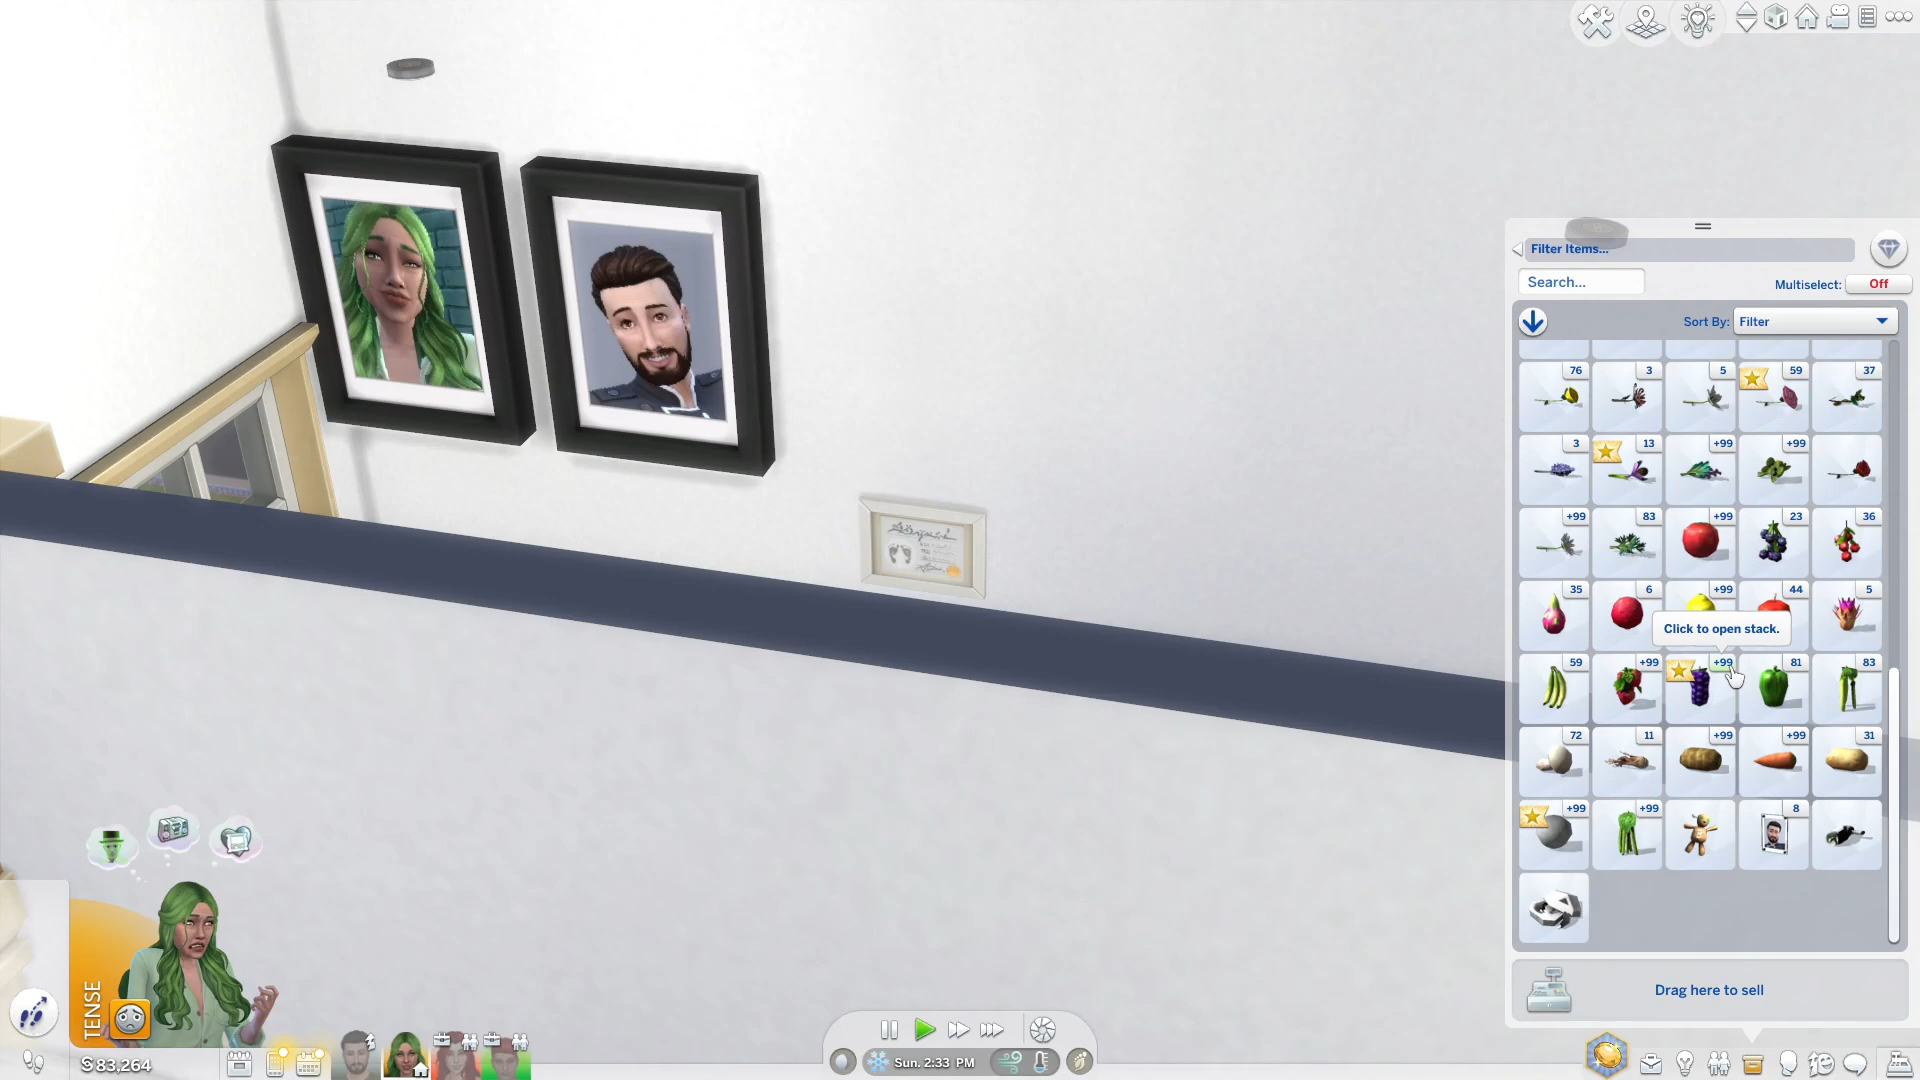 Filter Items...
Search...
Multiselect: Off
Sort By: Filter
76 3 5 59 37
3 13 +99 +99
+99 83 +99 23 36
35 6 +99 44 5
Click to open stack.
59 +99 +99 81 83
72 11 +99 +99 31
+99 +99 8
Drag here to sell
TENSE
§83,264
Sun. 2:33 PM